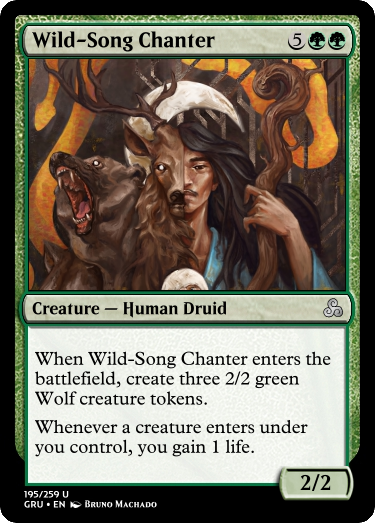 Wild-Song Chanter 5
Creature — Human Druid
When Wild-Song Chanter enters the
battlefield, create three 2/2 green
Wolf creature tokens.
Whenever a creature enters under
you control, you gain 1 life.
2/2
195/259 U
GRU • EN Bruno Machado